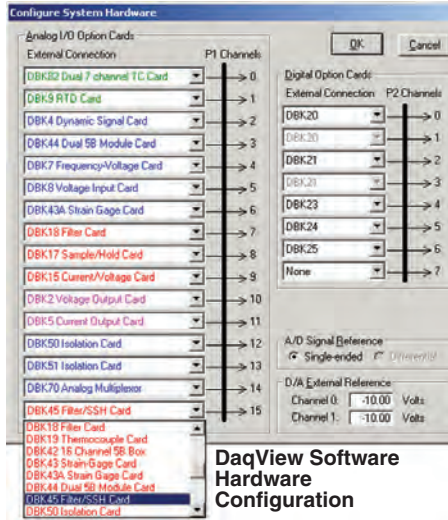 Configure System Hardware
Analog I/O Option Cards
External Connection P1 Channels
DBK82 Dual 7 channel TC Card 0
DBK9 RTD Card 1
DBK4 Dynamic Signal Card 2
DBK44 Dual 5B Module Card 3
DBK7 Frequency-Voltage Card 4
DBK8 Voltage Input Card 5
DBK43A Strain Gage Card 6
DBK18 Filter Card 7
DBK17 Sample/Hold Card 8
DBK15 Current/Voltage Card 9
DBK2 Voltage Output Card 10
DBK5 Current Output Card 11
DBK50 Isolation Card 12
DBK51 Isolation Card 13
DBK70 Analog Multiplexor 14
DBK45 Filter/SSH Card 15
DBK18 Filter Card
DBK19 Thermocouple Card
DBK42 16 Channel 5B Box
DBK43 Strain-Gage Card
DBK43A Strain Gage Card
DBK44 Dual 5B Module Card
DBK45 Filter/SSH Card
DBK50 Isolation Card
OK Cancel
Digital Option Cards
External Connection P2 Channels
DBK20 0
DBK20 1
DBK21 2
DBK21 3
DBK23 4
DBK24 5
DBK25 6
None 7
A/D Signal Reference
Single-ended Differential
D/A External Reference
Channel 0: -10.00 Volts
Channel 1: -10.00 Volts
DaqView Software
Hardware
Configuration